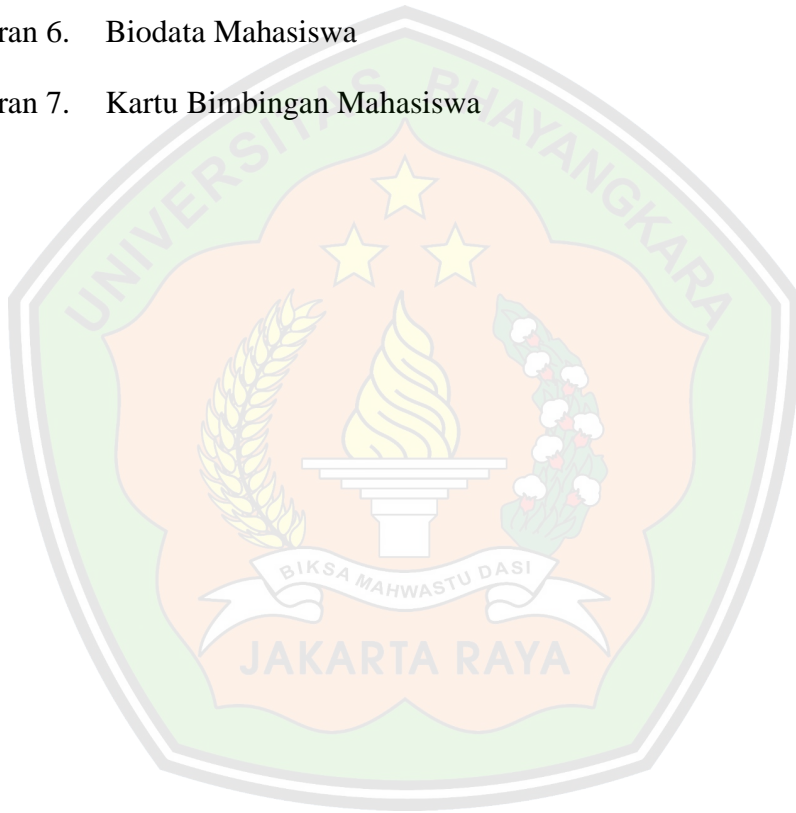 ran 6. Biodata Mahasiswa
ran 7. Kartu Bimbingan Mahasiswa
UNIVERSITAS BHAYANGKARA
BIKSA MAHWASTU DASI
JAKARTA RAYA